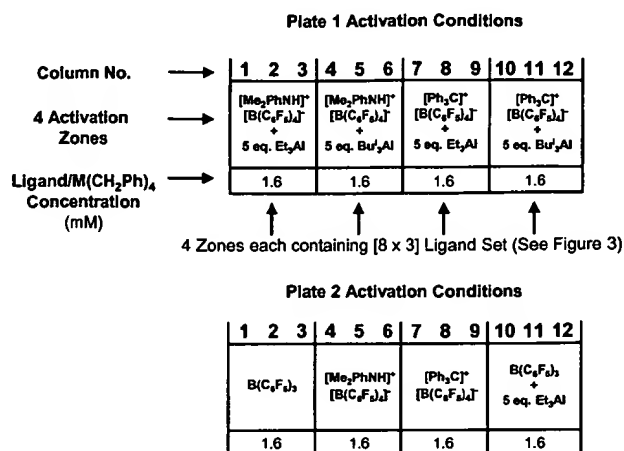 Plate 1 Activation Conditions
Column No.
1 2 3 4 5 6 7 8 9 10 11 12
4 Activation
Zones
[Me₂PhNH]⁺
[B(C₆F₅)₄]⁻
+
5 eq. Et₃Al
[Me₂PhNH]⁺
[B(C₆F₅)₄]⁻
+
5 eq. Buⁱ₃Al
[Ph₃C]⁺
[B(C₆F₅)₄]⁻
+
5 eq. Et₃Al
[Ph₃C]⁺
[B(C₆F₅)₄]⁻
+
5 eq. Buⁱ₃Al
Ligand/M(CH₂Ph)₄
Concentration
(mM)
1.6 1.6 1.6 1.6
4 Zones each containing [8 x 3] Ligand Set (See Figure 3)
Plate 2 Activation Conditions
1 2 3 4 5 6 7 8 9 10 11 12
B(C₆F₅)₃
[Me₂PhNH]⁺
[B(C₆F₅)₄]⁻
[Ph₃C]⁺
[B(C₆F₅)₄]⁻
B(C₆F₅)₃
+
5 eq. Et₃Al
1.6 1.6 1.6 1.6